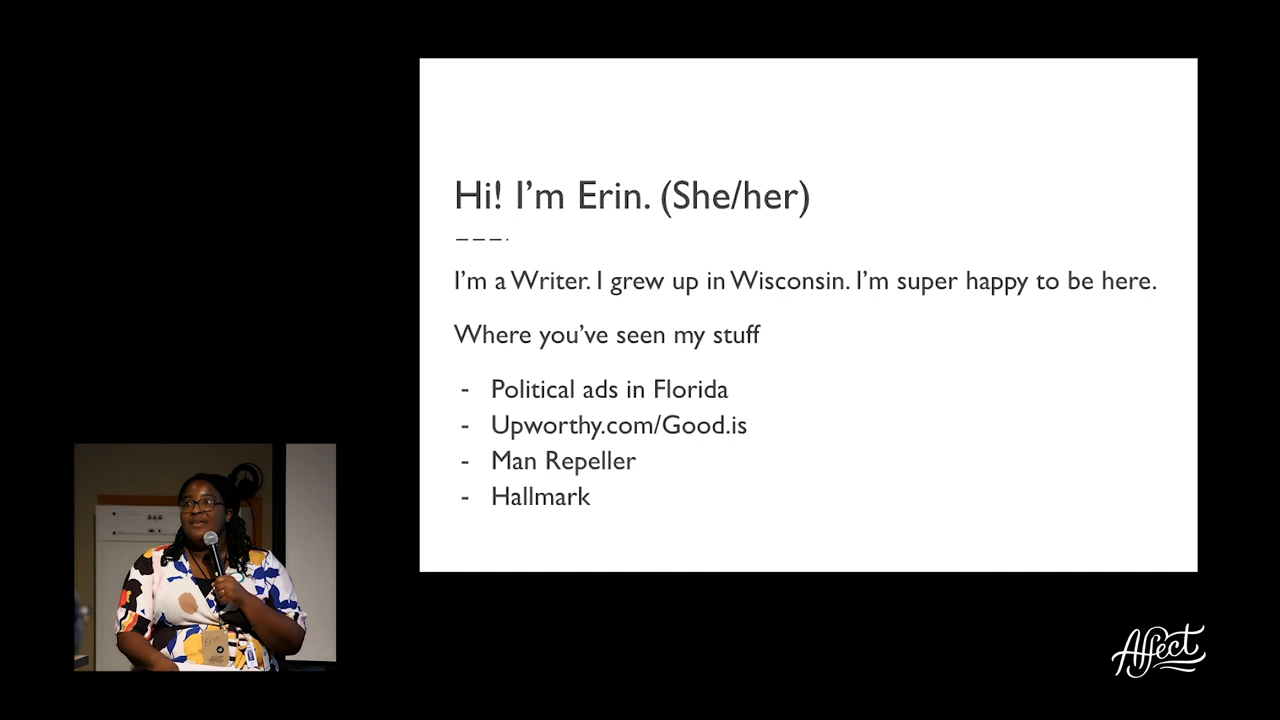 Hi! I'm Erin. (She/her)
I'm a Writer. I grew up in Wisconsin. I'm super happy to be here.
Where you've seen my stuff
- Political ads in Florida
- Upworthy.com/Good.is
- Man Repeller
- Hallmark
Affect